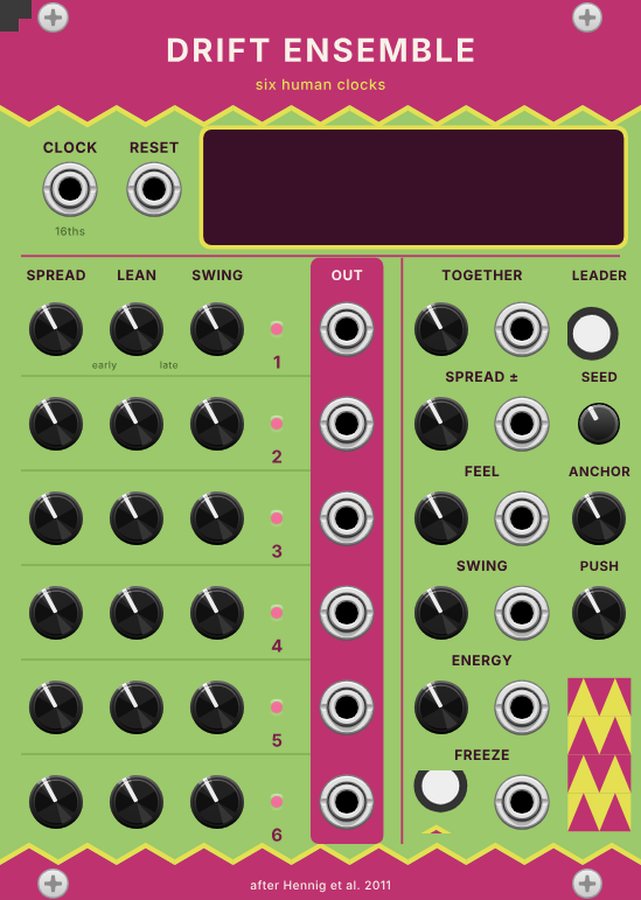 DRIFT ENSEMBLE
six human clocks
CLOCK RESET
16ths
SPREAD LEAN SWING OUT TOGETHER LEADER
early late
1
SPREAD ± SEED
2
FEEL ANCHOR
3
SWING PUSH
4
ENERGY
5
FREEZE
6
after Hennig et al. 2011